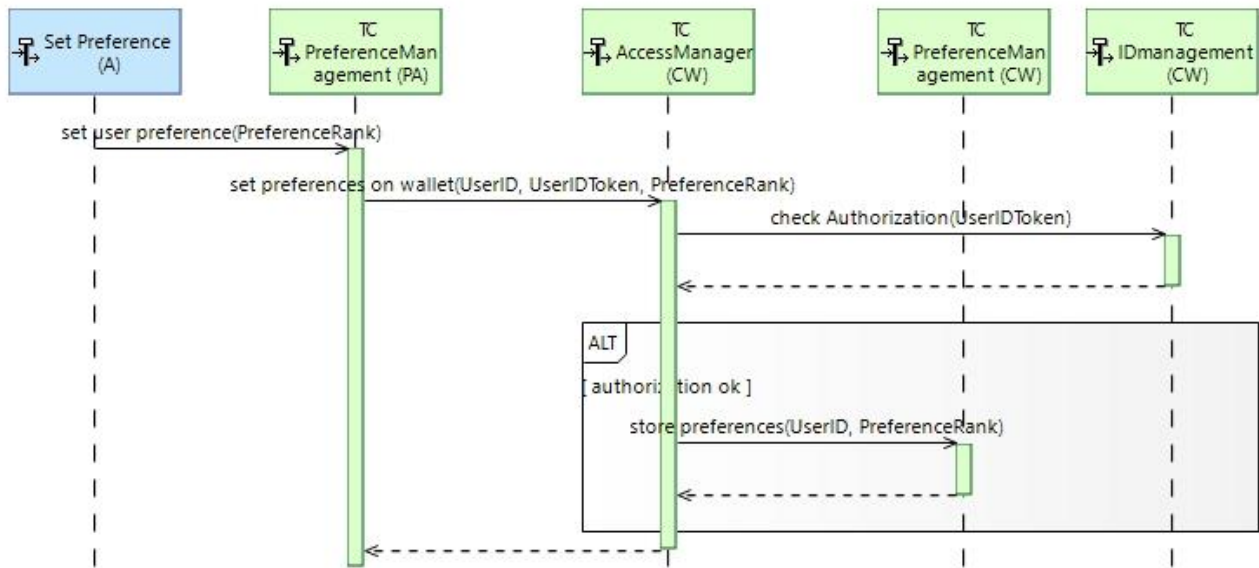 Set Preference
(A)
TC
PreferenceMan
agement (PA)
TC
AccessManager
(CW)
TC
PreferenceMan
agement (CW)
TC
IDmanagement
(CW)
set user preference(PreferenceRank)
set preferences on wallet(UserID, UserIDToken, PreferenceRank)
check Authorization(UserIDToken)
ALT
[ authorization ok ]
store preferences(UserID, PreferenceRank)